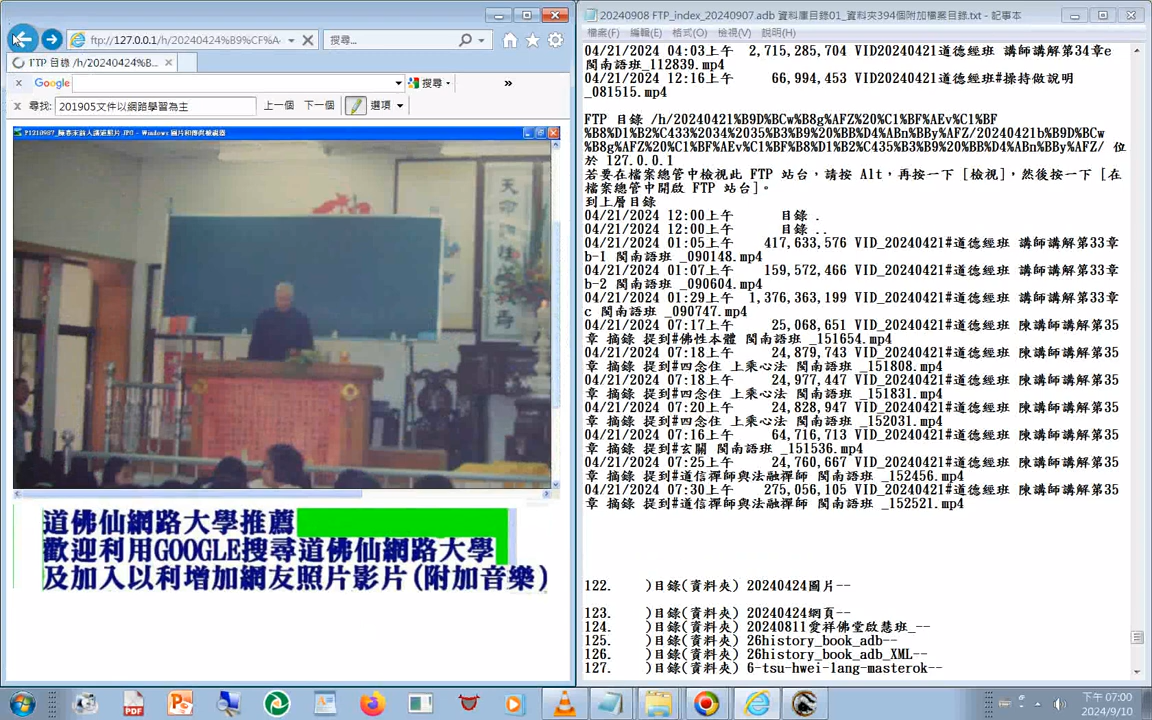 ftp://127.0.0.1/h/20240424%B9%CF%A
搜尋...
FTP 目錄 /h/20240424%B...
Google
搜尋
»
尋找: 201905文件以網路學習為主
上一個 下一個 選項
天命
道佛仙網路大學推薦
歡迎利用GOOGLE搜尋道佛仙網路大學
及加入以利增加網友照片影片(附加音樂)
20240908 FTP_index_20240907.adb 資料庫目錄01_資料夾394個附加檔案目錄.txt - 記事本
檔案(F) 編輯(E) 格式(O) 檢視(V) 說明(H)
04/21/2024 04:03上午 2,715,285,704 VID20240421道德經班 講師講解第34章e
閩南語班_112839.mp4
04/21/2024 12:16上午 66,994,453 VID20240421道德經班#操持做說明
_081515.mp4
FTP 目錄 /h/20240421%B9%DBCw%B8g%AFZ%20%C1%BF%AEv%C1%BF
%B8%D1%B2%C433%2034%2035%B3%B9%20%BB%D4%ABn%BBy%AFZ/20240421b%B9%DBCw
%B8g%AFZ%20%C1%BF%AEv%C1%BF%B8%D1%B2%C435%B3%B9%20%BB%D4%ABn%BBy%AFZ/ 位
於 127.0.0.1
若要在檔案總管中檢視此 FTP 站台，請按 Alt，再按一下 [檢視]，然後按一下 [在
檔案總管中開啟 FTP 站台]。
到上層目錄
04/21/2024 12:00上午 目錄 .
04/21/2024 12:00上午 目錄 ..
04/21/2024 01:05上午 417,633,576 VID_20240421#道德經班 講師講解第33章
b-1 閩南語班 _090148.mp4
04/21/2024 01:07上午 159,572,466 VID_20240421#道德經班 講師講解第33章
b-2 閩南語班 _090604.mp4
04/21/2024 01:29上午 1,376,363,199 VID_20240421#道德經班 講師講解第33章
c 閩南語班 _090747.mp4
04/21/2024 07:17上午 25,068,651 VID_20240421#道德經班 陳講師講解第35
章 摘錄 提到#佛性本體 閩南語班 _151654.mp4
04/21/2024 07:18上午 24,879,743 VID_20240421#道德經班 陳講師講解第35
章 摘錄 提到#四念住 上乘心法 閩南語班 _151808.mp4
04/21/2024 07:18上午 24,977,447 VID_20240421#道德經班 陳講師講解第35
章 摘錄 提到#四念住 上乘心法 閩南語班 _151831.mp4
04/21/2024 07:20上午 24,828,947 VID_20240421#道德經班 陳講師講解第35
章 摘錄 提到#四念住 上乘心法 閩南語班 _152031.mp4
04/21/2024 07:16上午 64,716,713 VID_20240421#道德經班 陳講師講解第35
章 摘錄 提到#玄關 閩南語班 _151536.mp4
04/21/2024 07:25上午 24,760,667 VID_20240421#道德經班 陳講師講解第35
章 摘錄 提到#道信禪師與法融禪師 閩南語班 _152456.mp4
04/21/2024 07:30上午 275,056,105 VID_20240421#道德經班 陳講師講解第35
章 摘錄 提到#道信禪師與法融禪師 閩南語班 _152521.mp4
122. )目錄(資料夾) 20240424圖片--
123. )目錄(資料夾) 20240424網頁--
124. )目錄(資料夾) 20240811愛祥佛堂啟慧班_--
125. )目錄(資料夾) 26history_book_adb--
126. )目錄(資料夾) 26history_book_adb_XML--
127. )目錄(資料夾) 6-tsu-hwei-lang-masterok--
下午 07:00
2024/9/10